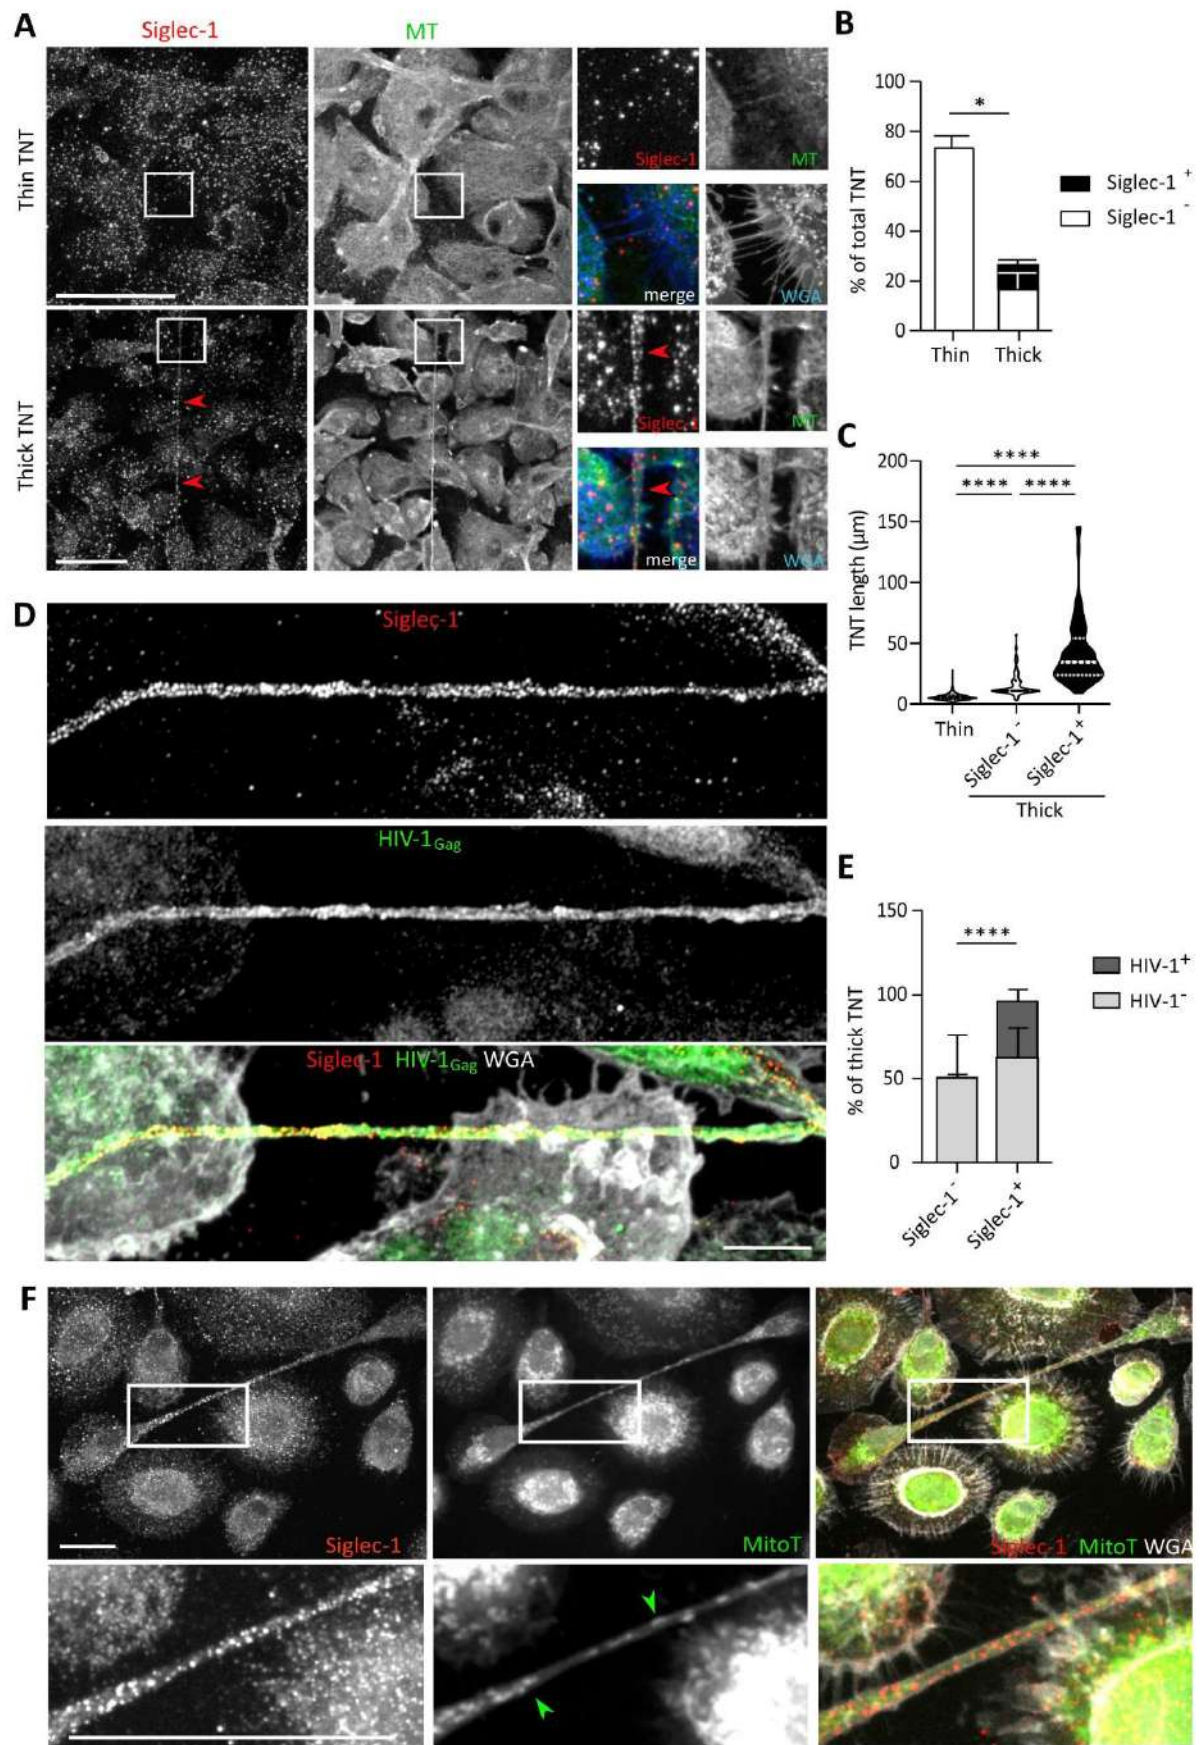 A
Siglec-1
MT
Thin TNT
Siglec-1
MT
merge
WGA
Thick TNT
Siglec-1
MT
merge
WGA
B
% of total TNT
100
80
60
40
20
0
*
Thin
Thick
Siglec-1 +
Siglec-1 -
C
TNT length (µm)
200
150
100
50
0
****
**** ****
Thin
Siglec-1 -
Siglec-1 +
Thick
D
Siglec-1
HIV-1Gag
Siglec-1 HIV-1Gag WGA
E
% of thick TNT
150
100
50
0
****
Siglec-1 -
Siglec-1 +
HIV-1+
HIV-1-
F
Siglec-1
MitoT
Siglec-1 MitoT WGA